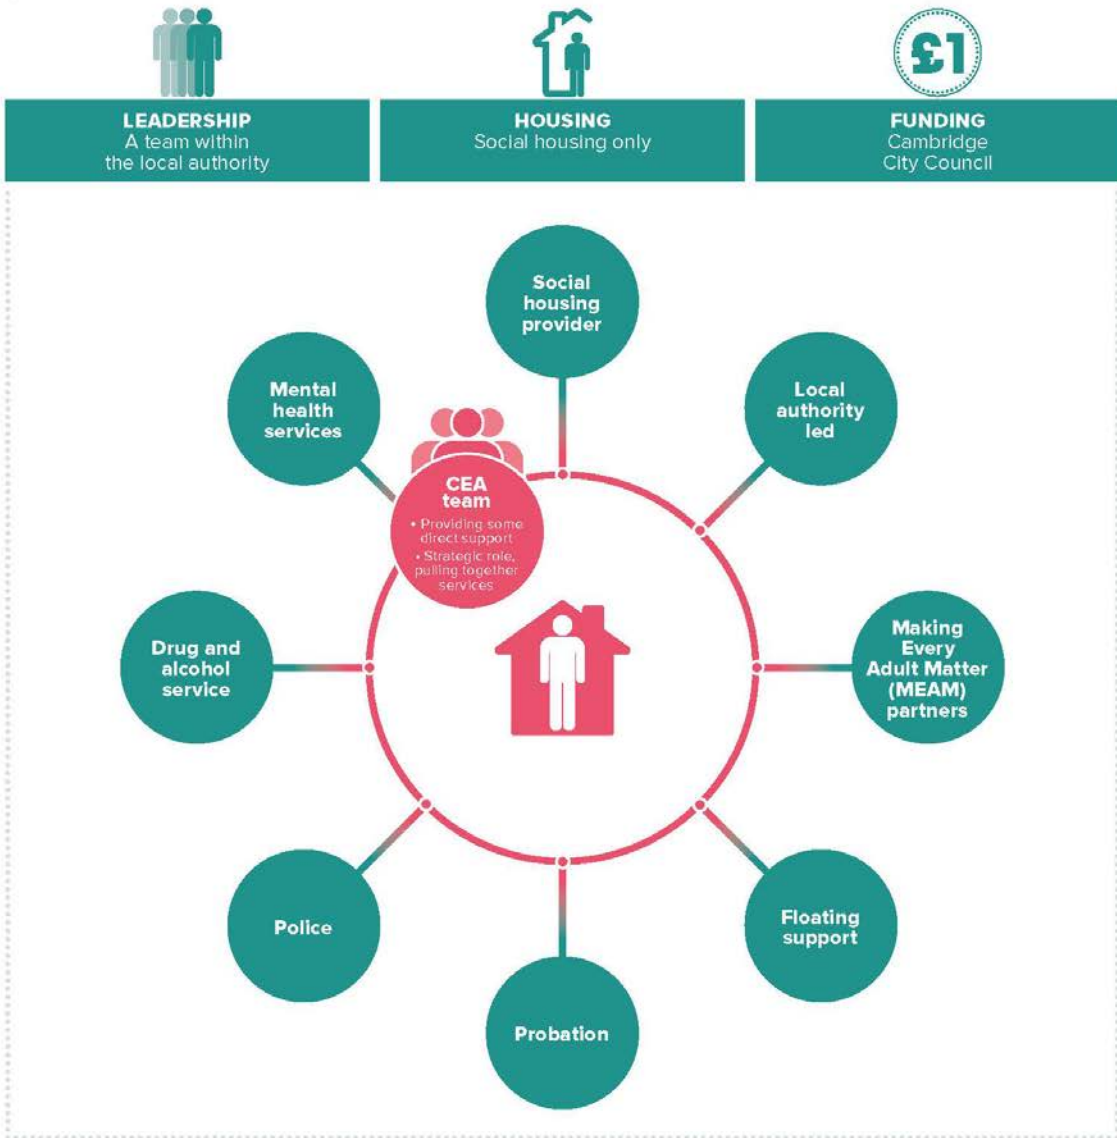 £1
LEADERSHIP
A team within
the local authority
HOUSING
Social housing only
FUNDING
Cambridge
City Council
Social
housing
provider
Local
authority
led
Making
Every
Adult Matter
(MEAM)
partners
Floating
support
Probation
Police
Drug and
alcohol
service
Mental
health
services
CEA
team
• Providing some
direct support
• Strategic role,
pulling together
services